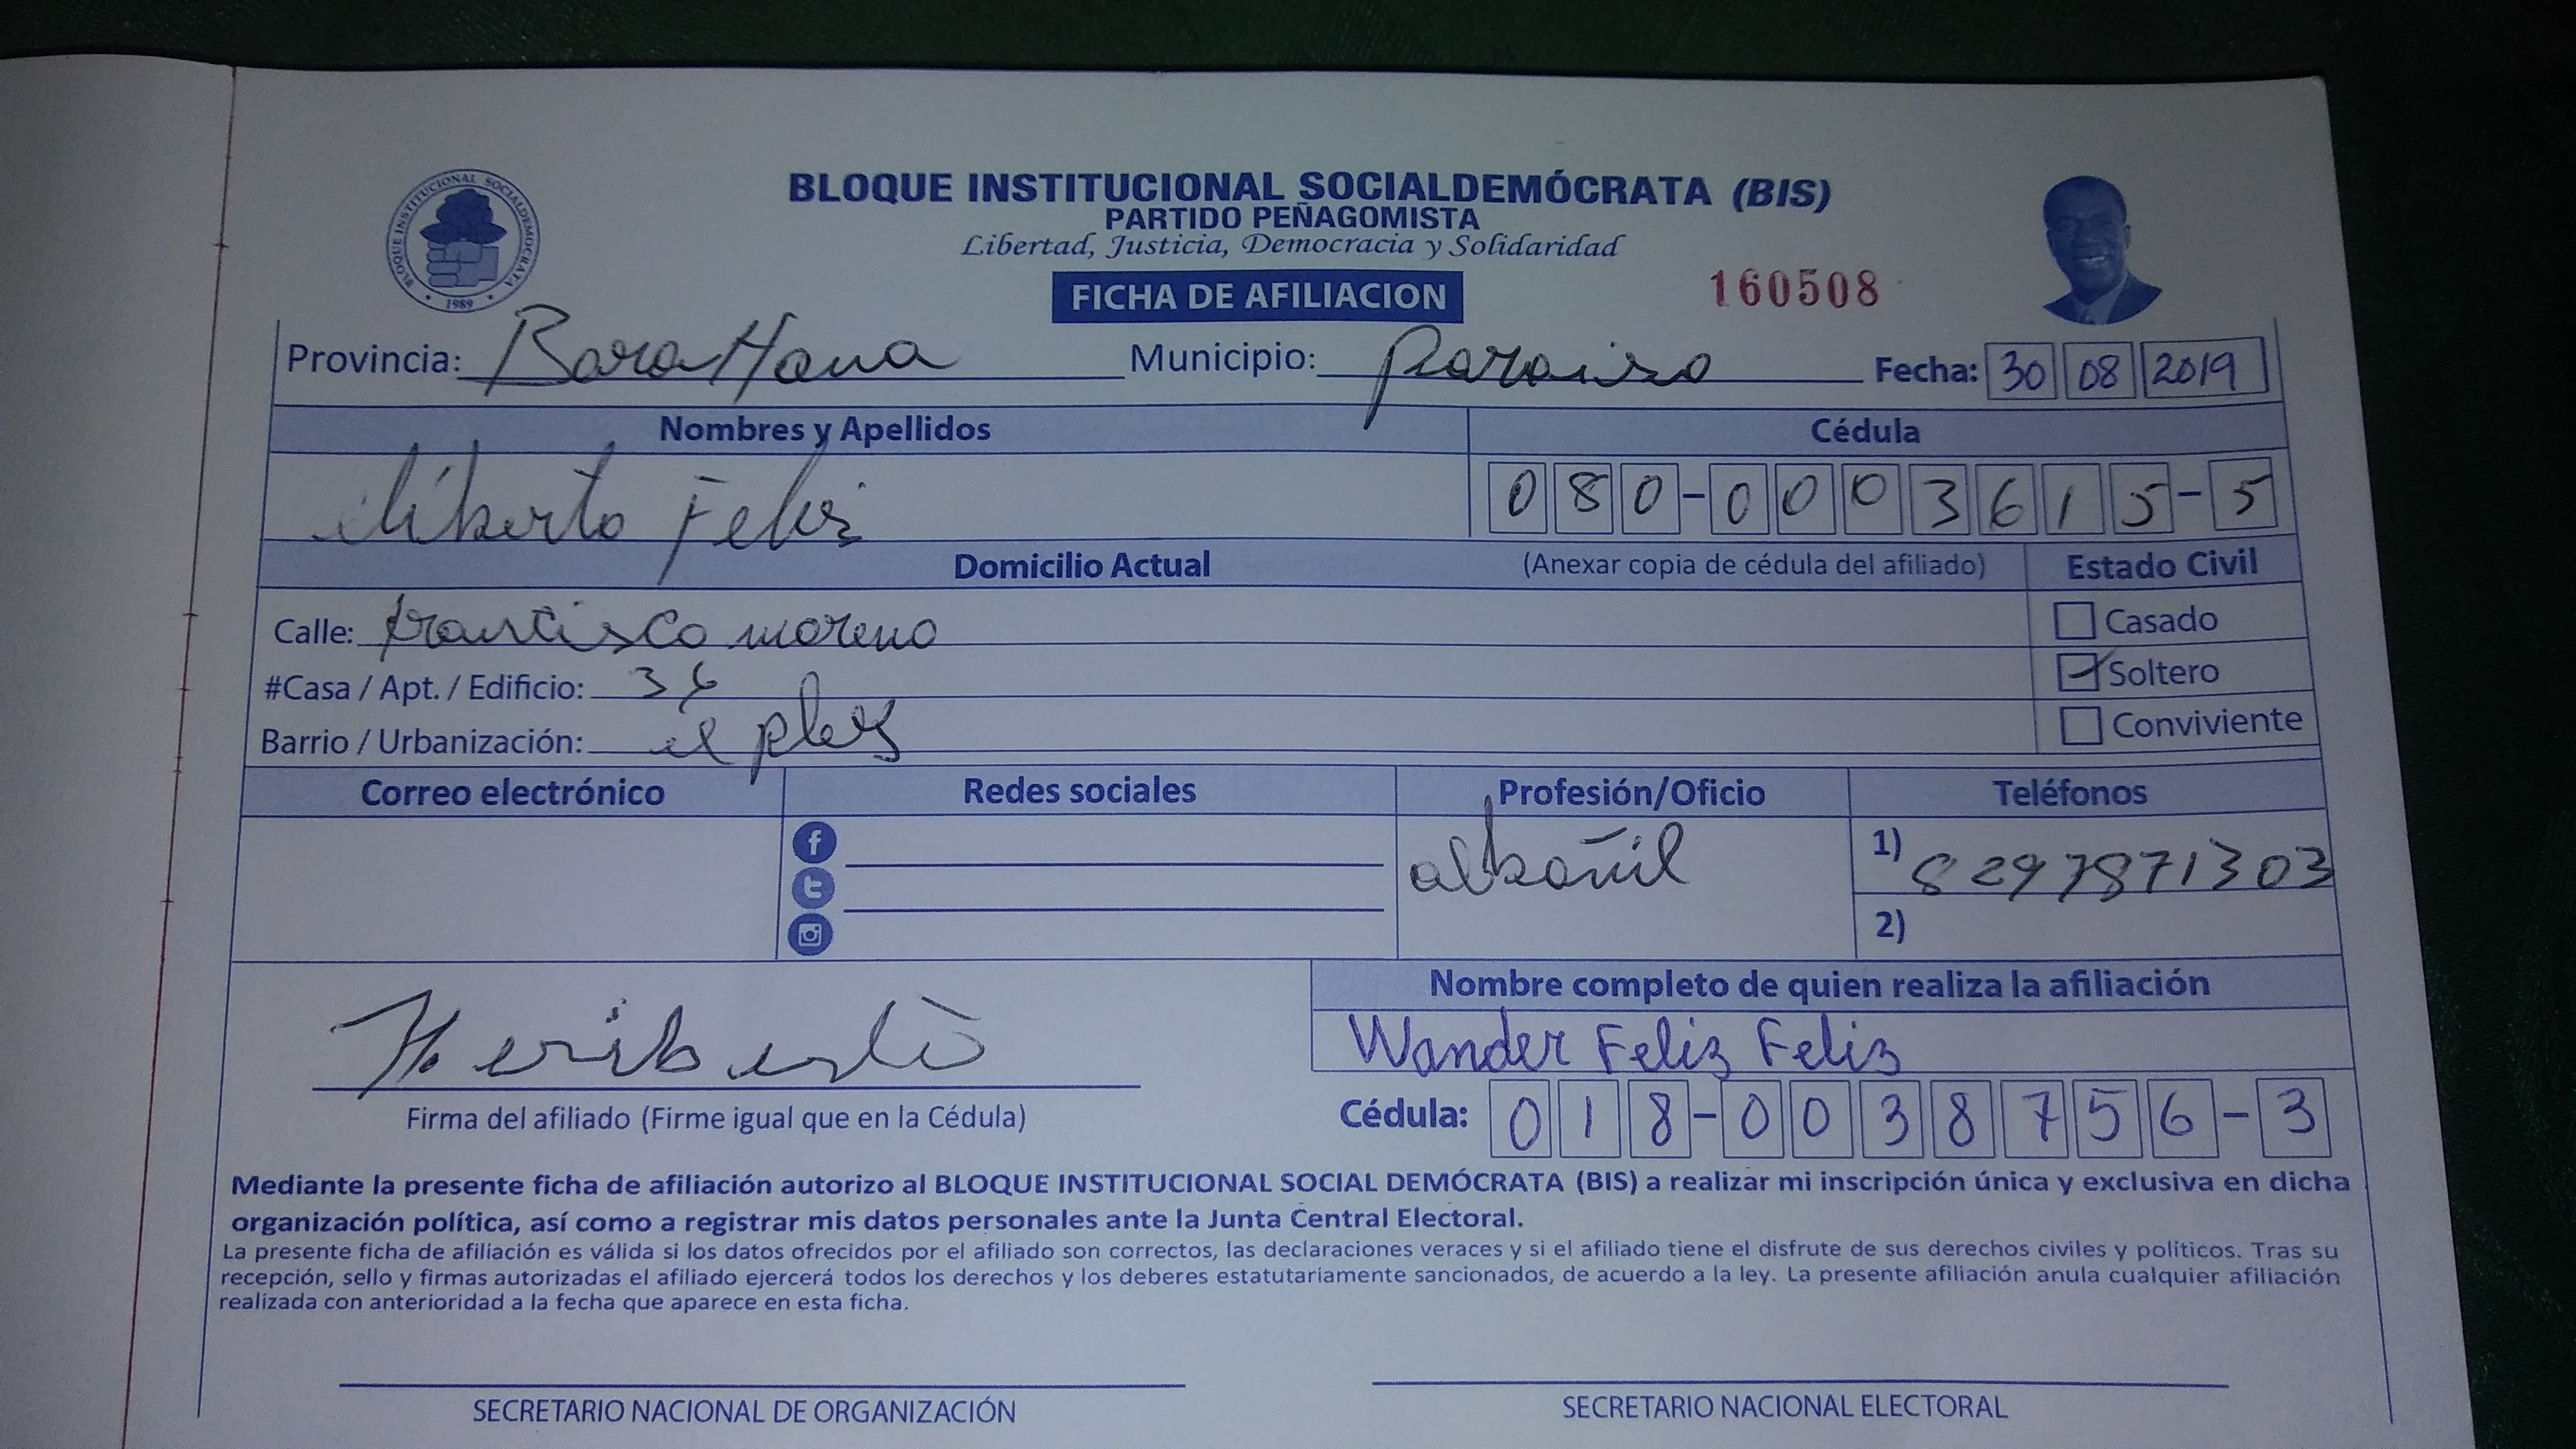 BLOQUE INSTITUCIONAL SOCIALDEMÓCRATA (BIS)
PARTIDO PEÑAGOMISTA
Libertad, Justicia, Democracia y Solidaridad
FICHA DE AFILIACION
160508
BLOQUE INSTITUCIONAL SOCIALDEMOCRATA
1989
Provincia: BaraHona Municipio: Paraiso Fecha: 30 08 2019
Nombres y Apellidos Cédula
Feliz 080-0003615-5
Domicilio Actual (Anexar copia de cédula del afiliado) Estado Civil
Calle: francisco moreno Casado
#Casa / Apt. / Edificio: 36 Soltero
Barrio / Urbanización: el play Conviviente
Correo electrónico Redes sociales Profesión/Oficio Teléfonos
albañil 1) 8297871303
2)
Nombre completo de quien realiza la afiliación
Heriberto Wander Feliz Feliz
Firma del afiliado (Firme igual que en la Cédula) Cédula: 018-0038756-3
Mediante la presente ficha de afiliación autorizo al BLOQUE INSTITUCIONAL SOCIAL DEMÓCRATA (BIS) a realizar mi inscripción única y exclusiva en dicha
organización política, así como a registrar mis datos personales ante la Junta Central Electoral.
La presente ficha de afiliación es válida si los datos ofrecidos por el afiliado son correctos, las declaraciones veraces y si el afiliado tiene el disfrute de sus derechos civiles y políticos. Tras su
recepción, sello y firmas autorizadas el afiliado ejercerá todos los derechos y los deberes estatutariamente sancionados, de acuerdo a la ley. La presente afiliación anula cualquier afiliación
realizada con anterioridad a la fecha que aparece en esta ficha.
SECRETARIO NACIONAL DE ORGANIZACIÓN SECRETARIO NACIONAL ELECTORAL